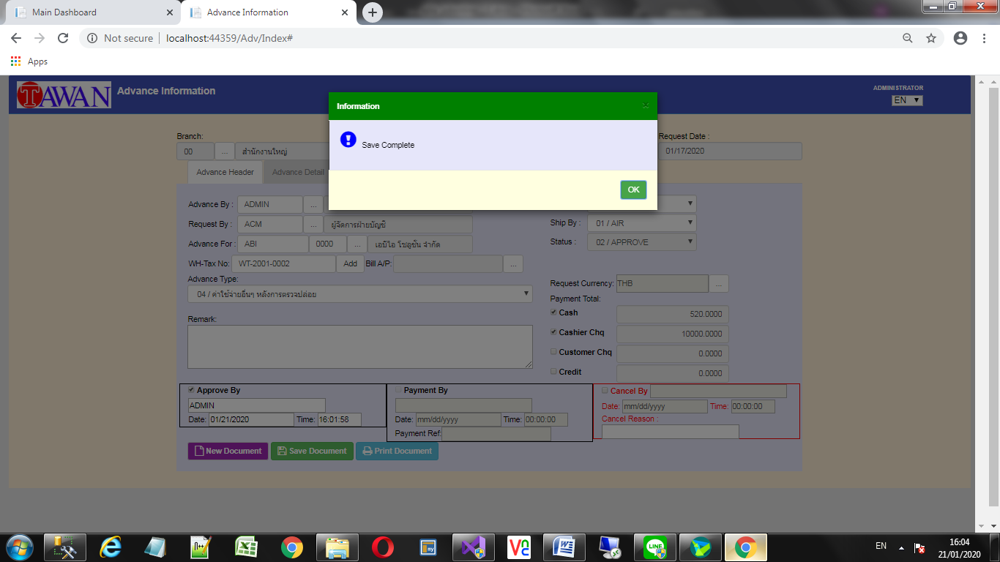 Main Dashboard
Advance Information
Not secure
localhost:44359/Adv/Index#
Apps
TAWAN
Advance Information
ADMINISTRATOR
EN
Information
Save Complete
OK
Branch:
00 ... สำนักงานใหญ่
Request Date :
01/17/2020
Advance Header
Advance Detail
Advance By : ADMIN ...
Request By : ACM ... ผู้จัดการฝ่ายบัญชี
Ship By : 01 / AIR
Advance For : ABI 0000 ... เอบีไอ โซลูชั่น จำกัด
Status : 02 / APPROVE
WH-Tax No: WT-2001-0002 Add Bill A/P: ...
Advance Type:
04 / ค่าใช้จ่ายอื่นๆ หลังการตรวจปล่อย
Request Currency: THB ...
Payment Total:
Cash 520.0000
Remark:
Cashier Chq 10000.0000
Customer Chq 0.0000
Credit 0.0000
Approve By
ADMIN
Date: 01/21/2020 Time: 16:01:58
Payment By
Date: mm/dd/yyyy Time: 00:00:00
Payment Ref:
Cancel By
Date: mm/dd/yyyy Time: 00:00:00
Cancel Reason :
New Document
Save Document
Print Document
EN
16:04
21/01/2020